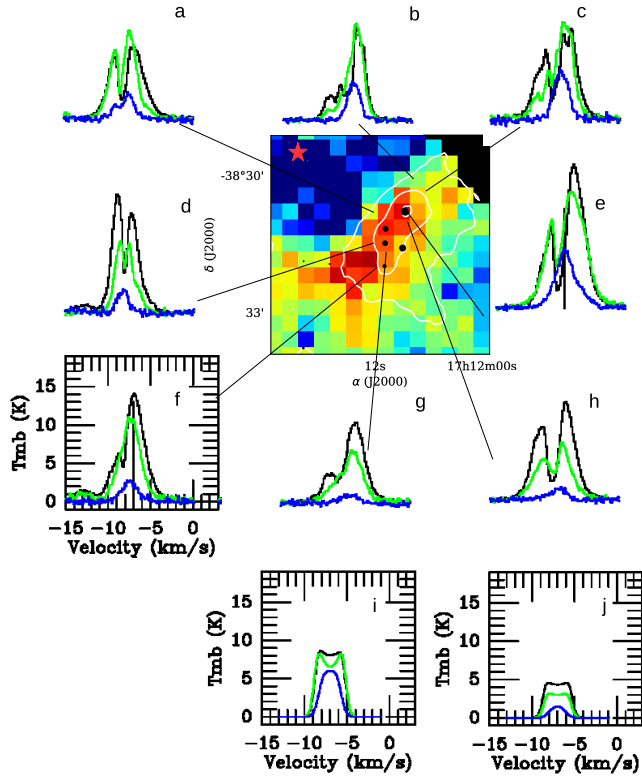 a
b
c
-38°30'
d
e
δ (J2000)
33'
12s
17h12m00s
α (J2000)
f
g
h
Tmb (K)
15
10
5
0
-15 -10 -5 0
Velocity (km/s)
i
j
Tmb (K)
15
10
5
0
-15 -10 -5 0
Velocity (km/s)
Tmb (K)
15
10
5
0
-15 -10 -5 0
Velocity (km/s)